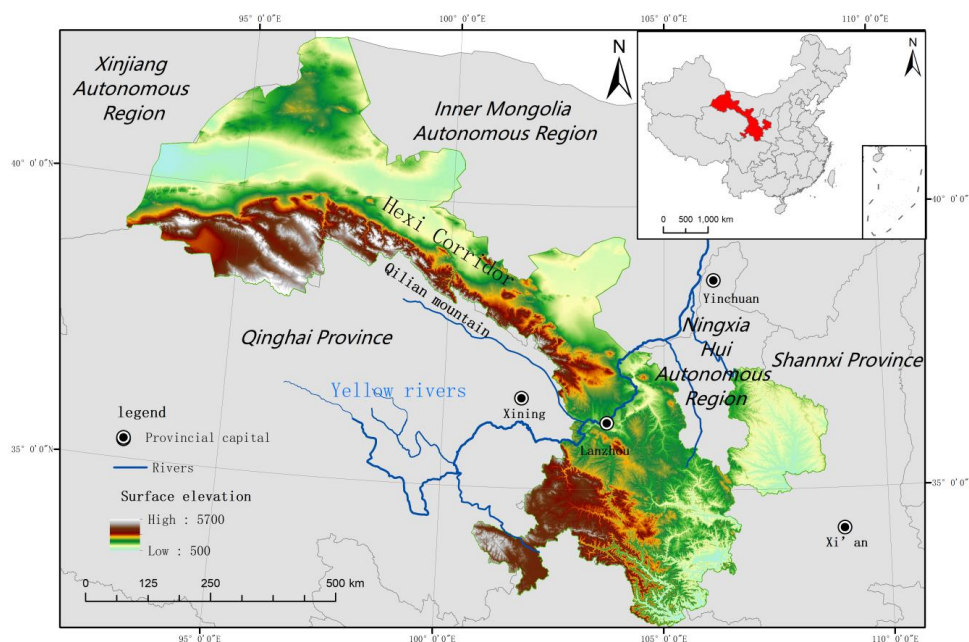 95° 0′0″E
100° 0′0″E
105° 0′0″E
110° 0′0″E
Xinjiang
Autonomous
Region
Inner Mongolia
Autonomous Region
N
N
0 500 1,000 km
40° 0′0″N
40° 0′0″N
Hexi Corridor
Qilian mountain
Yinchuan
Ningxia
Hui
Autonomous
Region
Qinghai Province
Shannxi Province
Yellow rivers
Xining
Lanzhou
legend
Provincial capital
Rivers
Surface elevation
High : 5700
Low : 500
35° 0′0″N
35° 0′0″N
Xi’ an
0 125 250 500 km
95° 0′0″E
100° 0′0″E
105° 0′0″E
110° 0′0″E